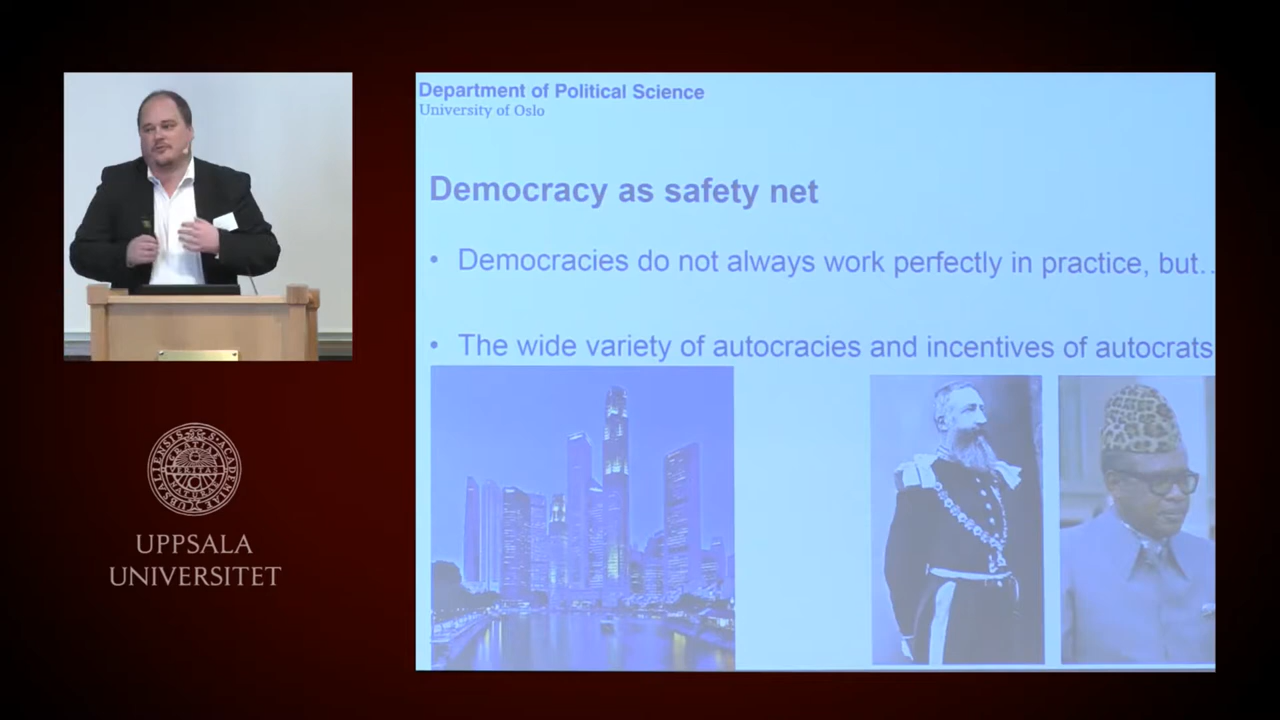 Department of Political Science
University of Oslo
Democracy as safety net
• Democracies do not always work perfectly in practice, but..
• The wide variety of autocracies and incentives of autocrats
UPPSALA
UNIVERSITET